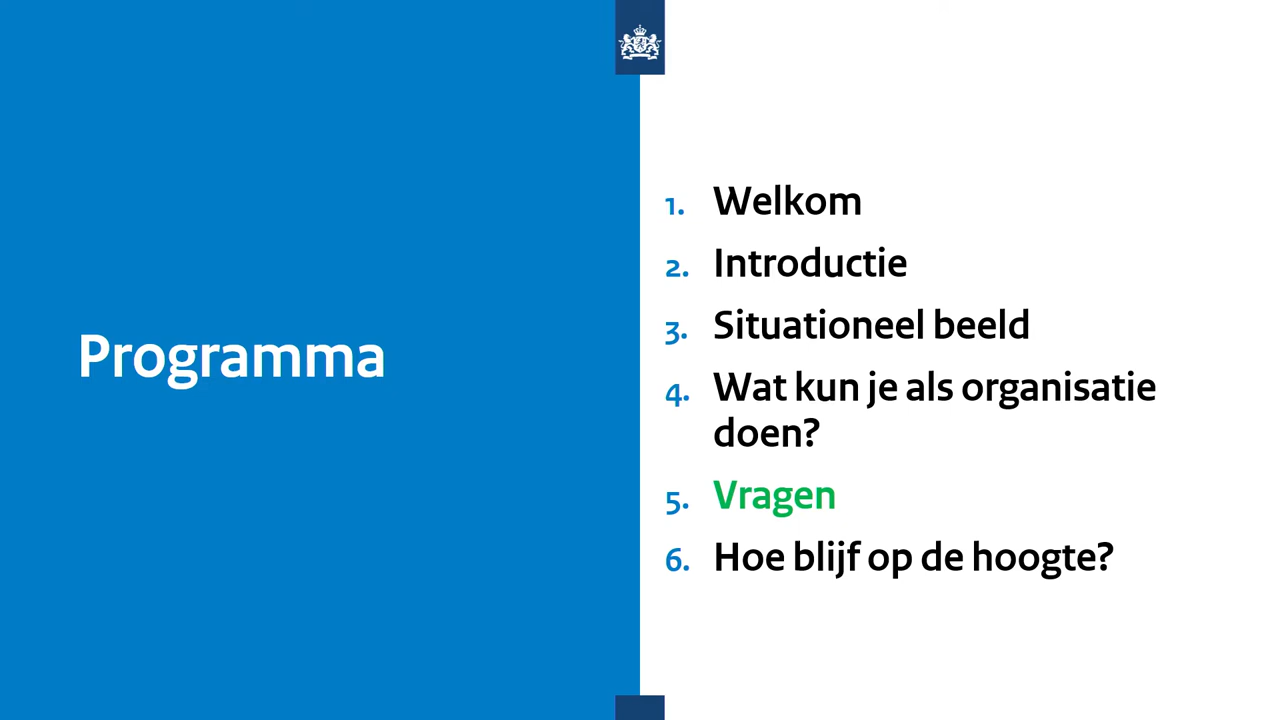 Programma
1. Welkom
2. Introductie
3. Situationeel beeld
4. Wat kun je als organisatie
doen?
5. Vragen
6. Hoe blijf op de hoogte?